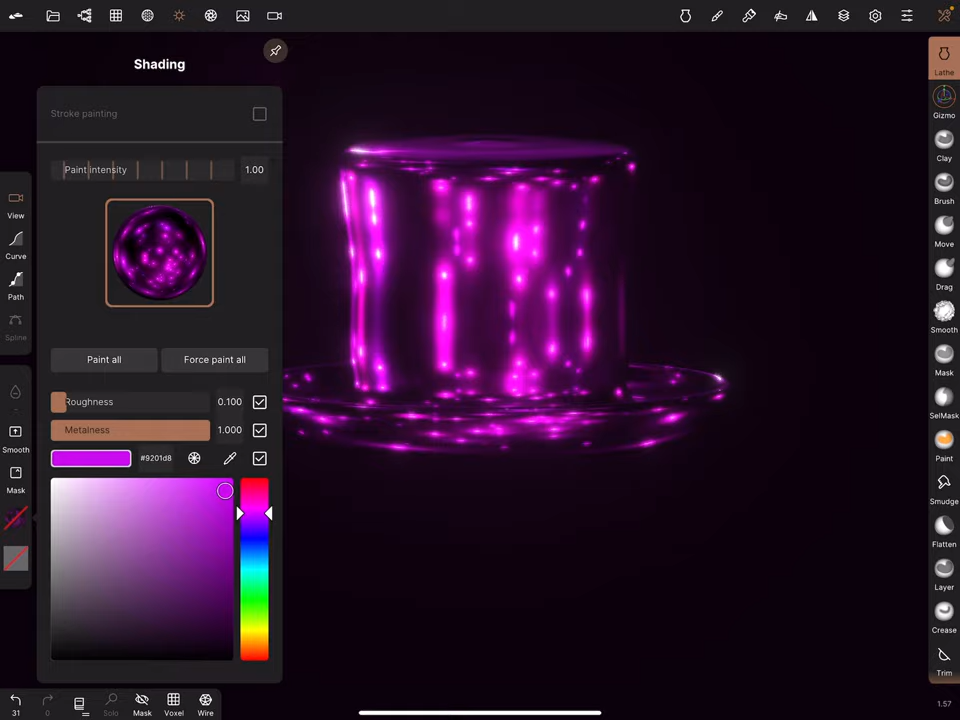 Shading
Stroke painting
Paint intensity
1.00
Paint all
Force paint all
Roughness
0.100
Metalness
1.000
#9201d8
View
Curve
Path
Spline
-
Smooth
Mask
Lathe
Gizmo
Clay
Brush
Move
Drag
Smooth
Mask
SelMask
Paint
Smudge
Flatten
Layer
Crease
Trim
31
0
Solo
Mask
Voxel
Wire
1.57